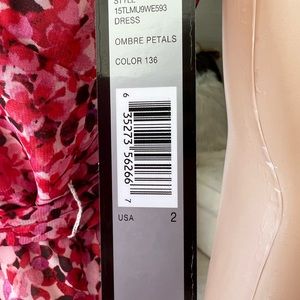 STYLE
15TLMU9WE593
DRESS
OMBRE PETALS
COLOR 136
6 35273 56266 7
USA 2